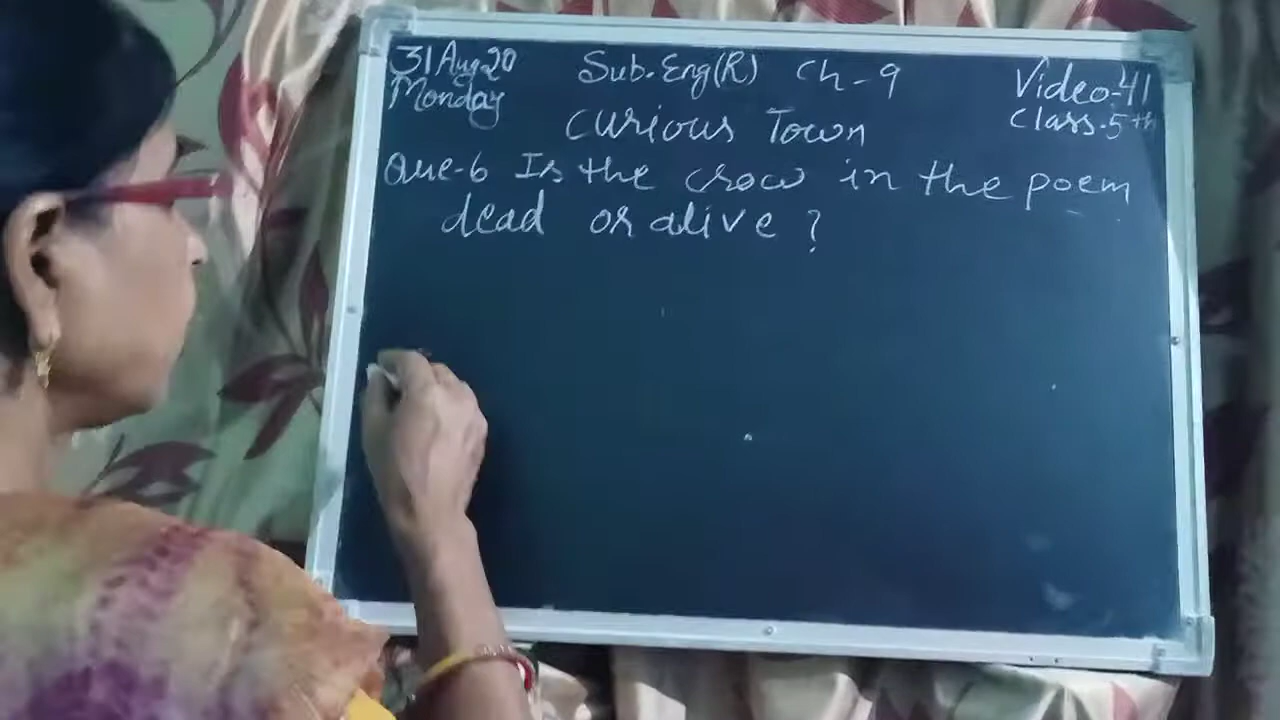 31 Aug 20 Sub. Eng(R) Ch - 9 Video-41
Monday Class-5th
Curious Town
Que-6 Is the crow in the poem
dead or alive ?